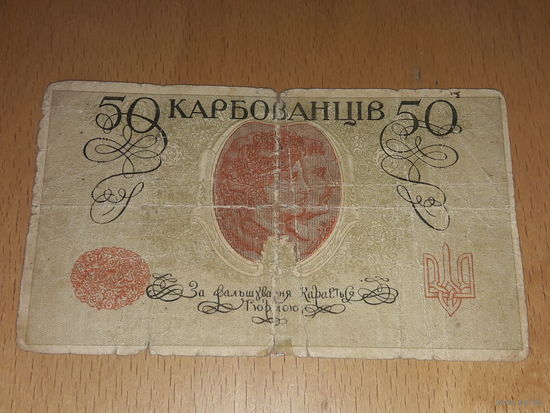 50 КАРБОВАНЦІВ 50
За фальшування Карається
Тюрмою.